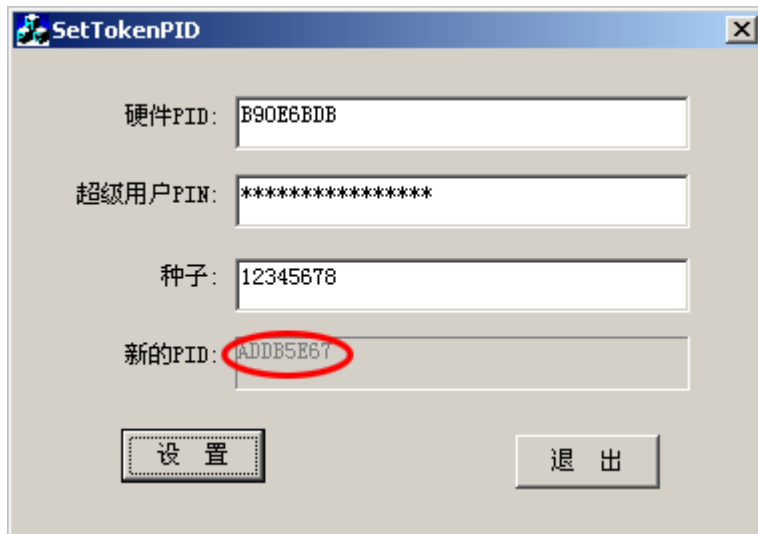 SetTokenPID
硬件PID: B90E6BDB
超级用户PIN: ****************
种子: 12345678
新的PID: ADDB5E67
设 置
退 出